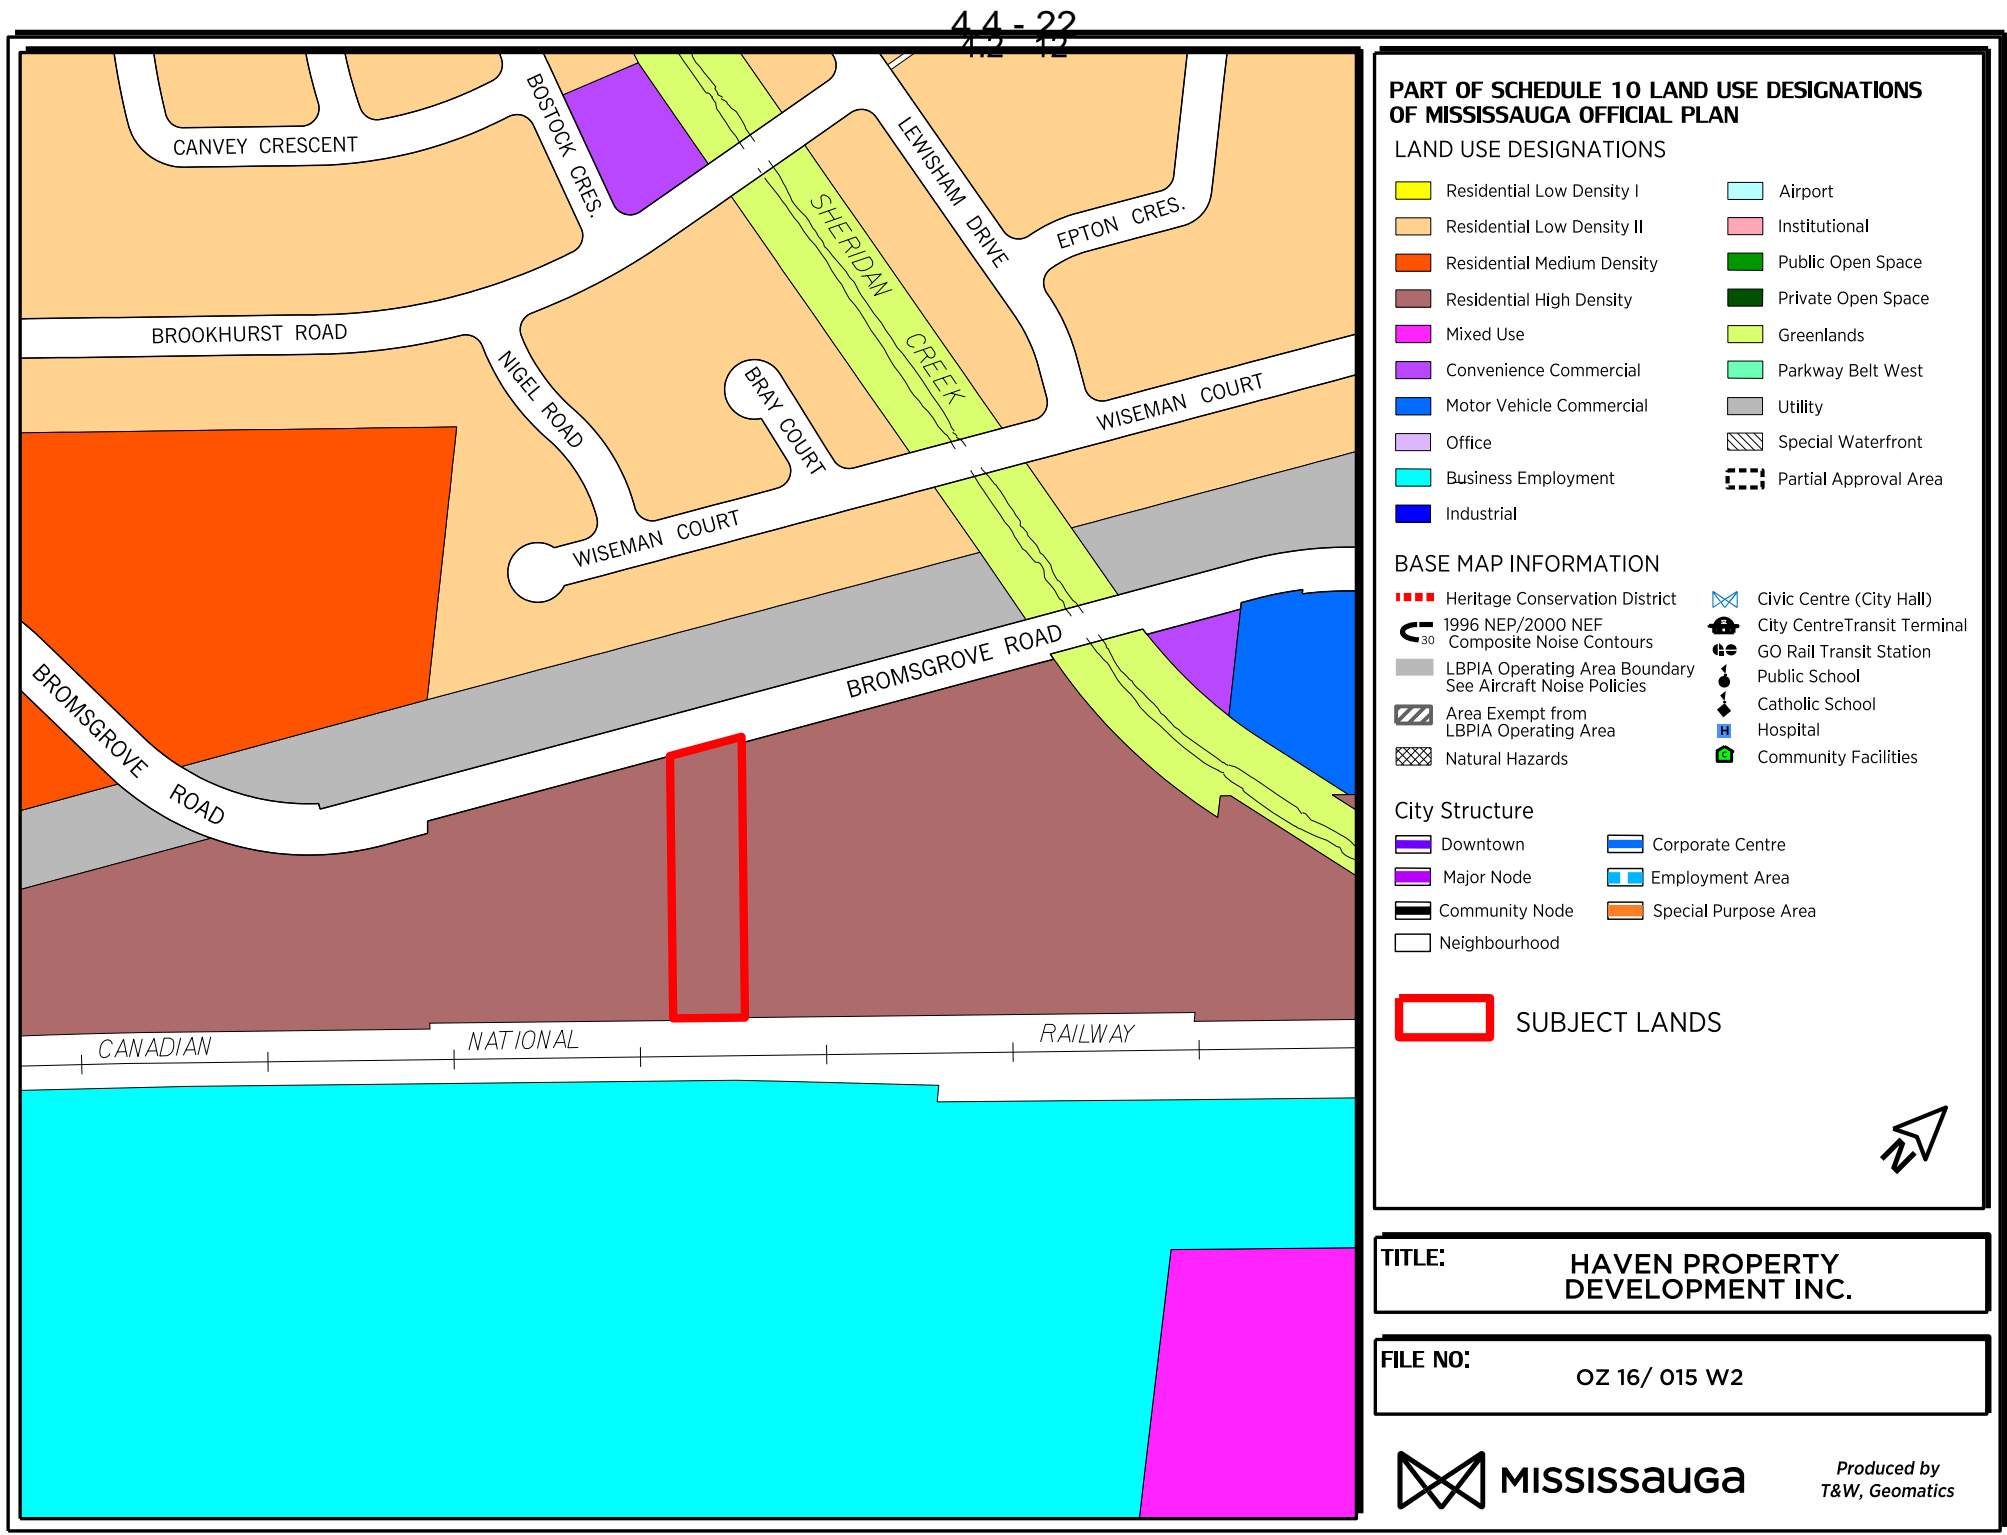 4.4 - 22
4.2 - 12
CANVEY CRESCENT
BOSTOCK CRES.
LEWISHAM DRIVE
EPTON CRES.
SHERIDAN CREEK
BROOKHURST ROAD
NIGEL ROAD
BRAY COURT
WISEMAN COURT
WISEMAN COURT
BROMSGROVE ROAD
BROMSGROVE ROAD
CANADIAN NATIONAL RAILWAY
PART OF SCHEDULE 10 LAND USE DESIGNATIONS
OF MISSISSAUGA OFFICIAL PLAN
LAND USE DESIGNATIONS
Residential Low Density I
Residential Low Density II
Residential Medium Density
Residential High Density
Mixed Use
Convenience Commercial
Motor Vehicle Commercial
Office
Business Employment
Industrial
Airport
Institutional
Public Open Space
Private Open Space
Greenlands
Parkway Belt West
Utility
Special Waterfront
Partial Approval Area
BASE MAP INFORMATION
Heritage Conservation District
1996 NEP/2000 NEF
Composite Noise Contours
30
LBPIA Operating Area Boundary
See Aircraft Noise Policies
Area Exempt from
LBPIA Operating Area
Natural Hazards
Civic Centre (City Hall)
City CentreTransit Terminal
GO Rail Transit Station
Public School
Catholic School
H Hospital
C Community Facilities
City Structure
Downtown
Major Node
Community Node
Neighbourhood
Corporate Centre
Employment Area
Special Purpose Area
SUBJECT LANDS
N
TITLE:
HAVEN PROPERTY
DEVELOPMENT INC.
FILE NO:
OZ 16/ 015 W2
MISSISSauGa
Produced by
T&W, Geomatics